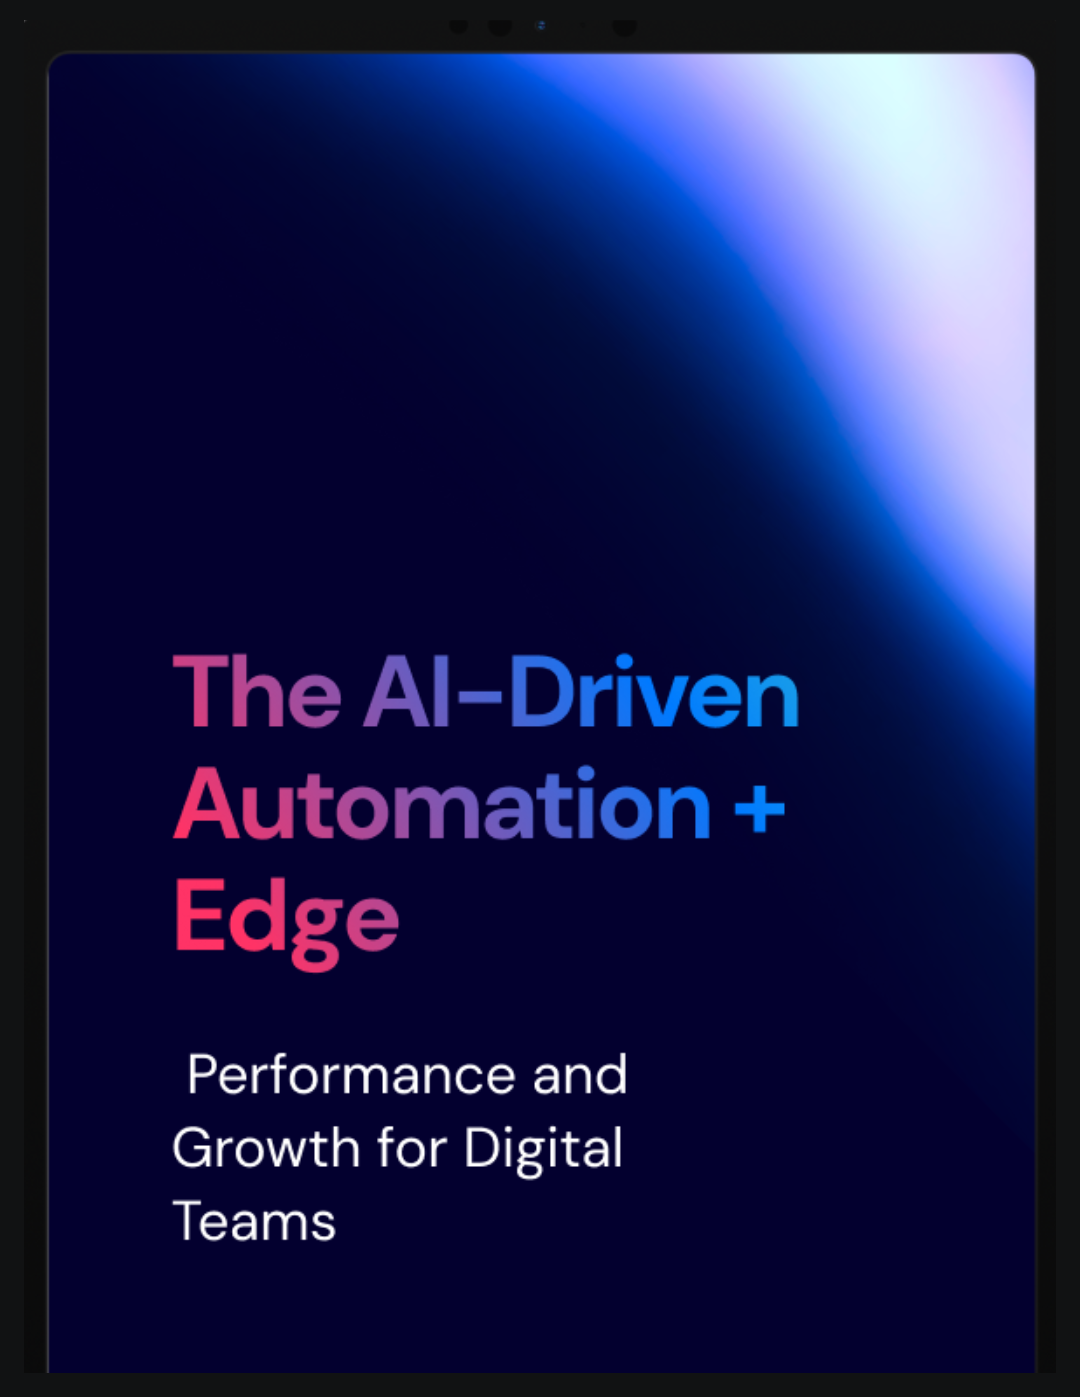 The AI-Driven
Automation +
Edge
Performance and
Growth for Digital
Teams